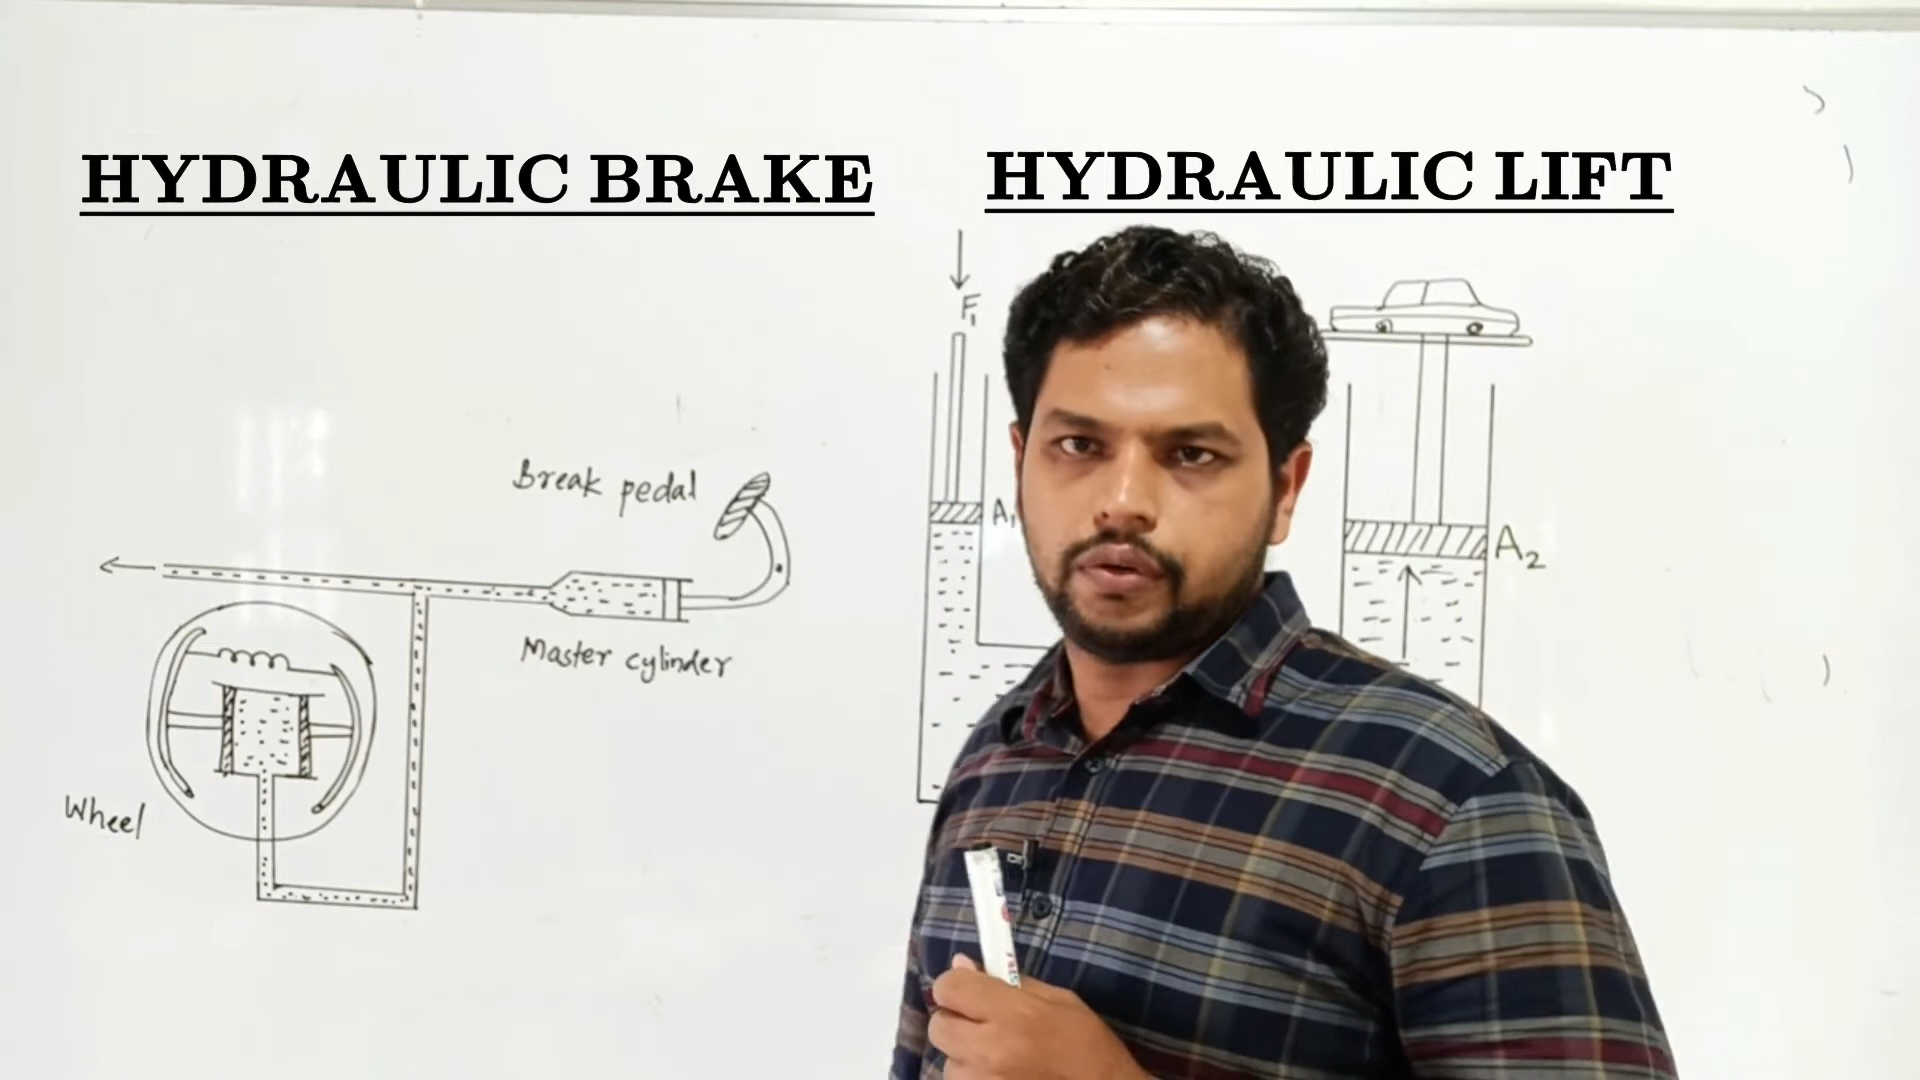 HYDRAULIC BRAKE
HYDRAULIC LIFT
F1
Break pedal
A1
A2
Master cylinder
Wheel